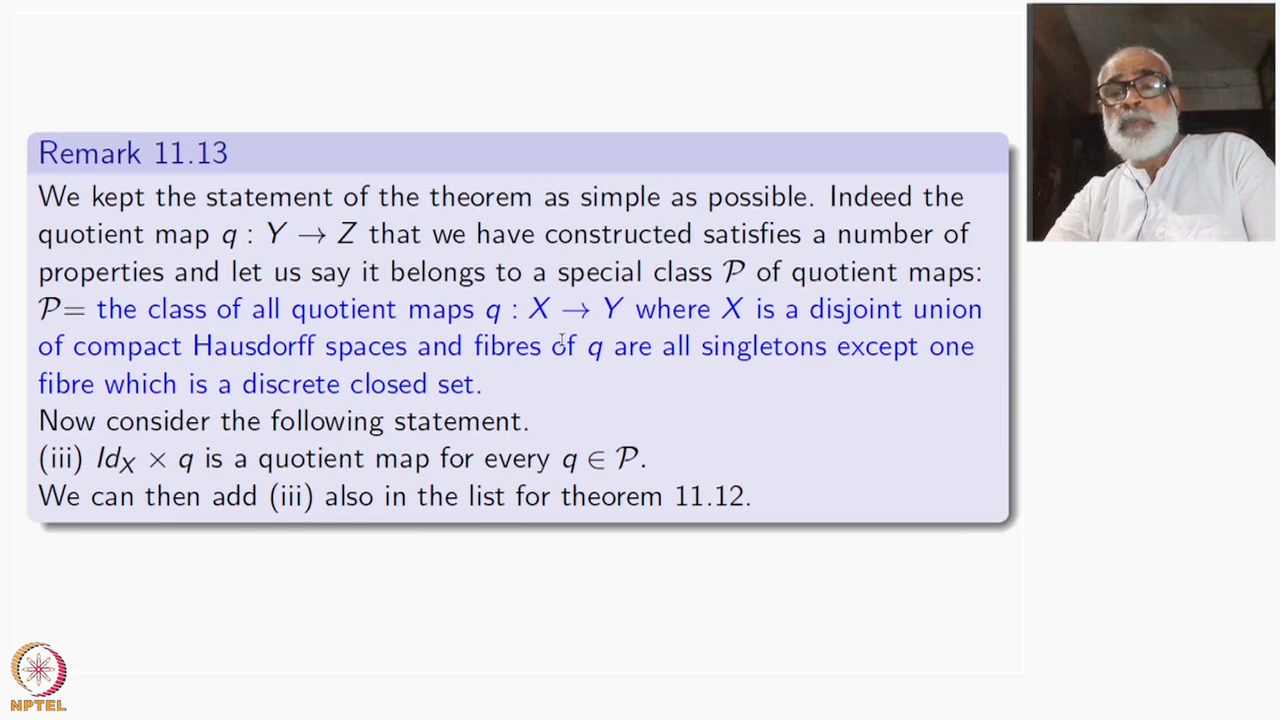 Remark 11.13
We kept the statement of the theorem as simple as possible. Indeed the
quotient map q : Y → Z that we have constructed satisfies a number of
properties and let us say it belongs to a special class 𝒫 of quotient maps:
𝒫= the class of all quotient maps q : X → Y where X is a disjoint union
of compact Hausdorff spaces and fibres of q are all singletons except one
fibre which is a discrete closed set.
Now consider the following statement.
(iii) Id_X × q is a quotient map for every q ∈ 𝒫.
We can then add (iii) also in the list for theorem 11.12.
NPTEL